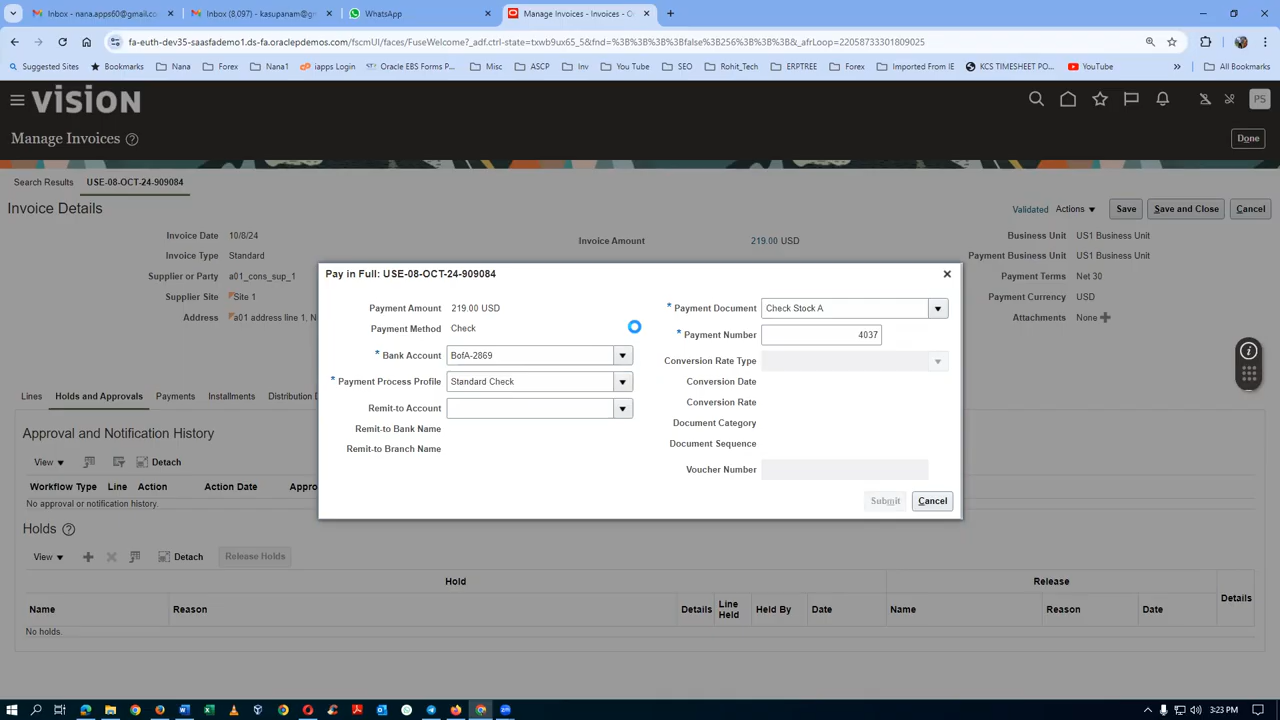 Inbox - nana.apps60@gmail.co
Inbox (8,097) - kasupanam@g
WhatsApp
Manage Invoices - Invoices - O
fa-euth-dev35-saasfademo1.ds-fa.oraclepdemos.com/fscmUI/faces/FuseWelcome?_adf.ctrl-state=txwb9ux65_5&fnd=%3B%3B%3B%3Bfalse%3B256%3B%3B%3B&_afrLoop=22058733301809025
Suggested Sites
Bookmarks
Nana
Forex
Nana1
iapps Login
Oracle EBS Forms P...
Misc
ASCP
Inv
You Tube
SEO
Rohit_Tech
ERPTREE
Forex
Imported From IE
KCS TIMESHEET PO...
YouTube
All Bookmarks
VISION
PS
Manage Invoices
Done
Search Results
USE-08-OCT-24-909084
Invoice Details
Validated
Actions
Save
Save and Close
Cancel
Invoice Date 10/8/24
Invoice Type Standard
Supplier or Party a01_cons_sup_1
Supplier Site Site 1
Address a01 address line 1, N
Invoice Amount 219.00 USD
Business Unit US1 Business Unit
Payment Business Unit US1 Business Unit
Payment Terms Net 30
Payment Currency USD
Attachments None
Pay in Full: USE-08-OCT-24-909084
Payment Amount 219.00 USD
Payment Method Check
* Bank Account BofA-2869
* Payment Process Profile Standard Check
Remit-to Account
Remit-to Bank Name
Remit-to Branch Name
* Payment Document Check Stock A
* Payment Number 4037
Conversion Rate Type
Conversion Date
Conversion Rate
Document Category
Document Sequence
Voucher Number
Submit
Cancel
Lines
Holds and Approvals
Payments
Installments
Distribution D
Approval and Notification History
View
Detach
Workflow Type
Line
Action
Action Date
Appro
No approval or notification history.
Holds
View
Detach
Release Holds
Hold
Release
Name
Reason
Details
Line Held
Held By
Date
Name
Reason
Date
Details
No holds.
3:23 PM